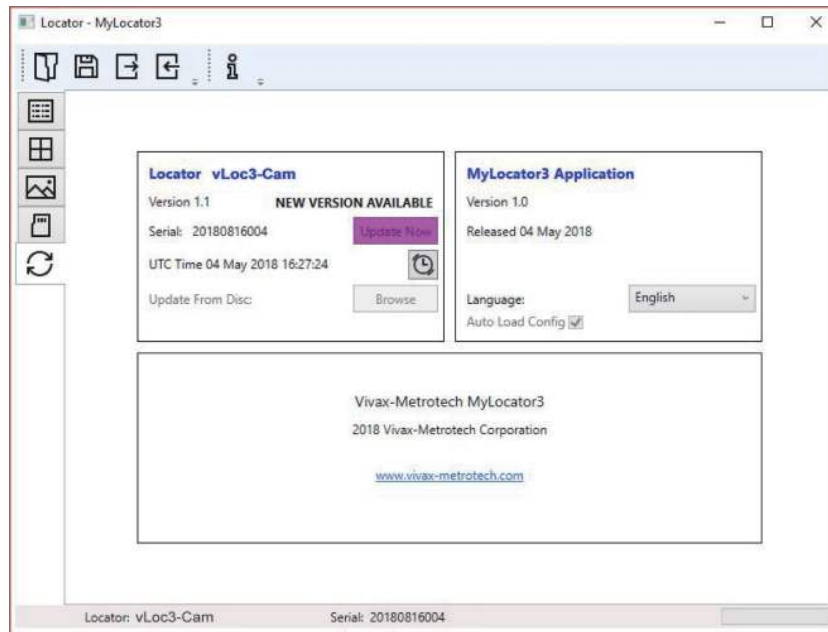 Locator - MyLocator3
Locator vLoc3-Cam
Version 1.1 NEW VERSION AVAILABLE
Serial: 20180816004 Update Now
UTC Time 04 May 2018 16:27:24
Update From Disc: Browse
MyLocator3 Application
Version 1.0
Released 04 May 2018
Language: English
Auto Load Config
Vivax-Metrotech MyLocator3
2018 Vivax-Metrotech Corporation
www.vivax-metrotech.com
Locator: vLoc3-Cam Serial: 20180816004